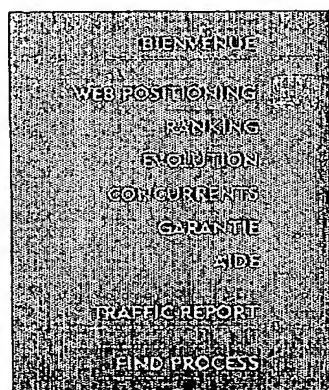 BIENVENUE
WEB POSITIONING
RANKING
EVOLUTION
CONCURRENTS
GARANTIE
AIDE
TRAFFIC REPORT
FIND PROCESS